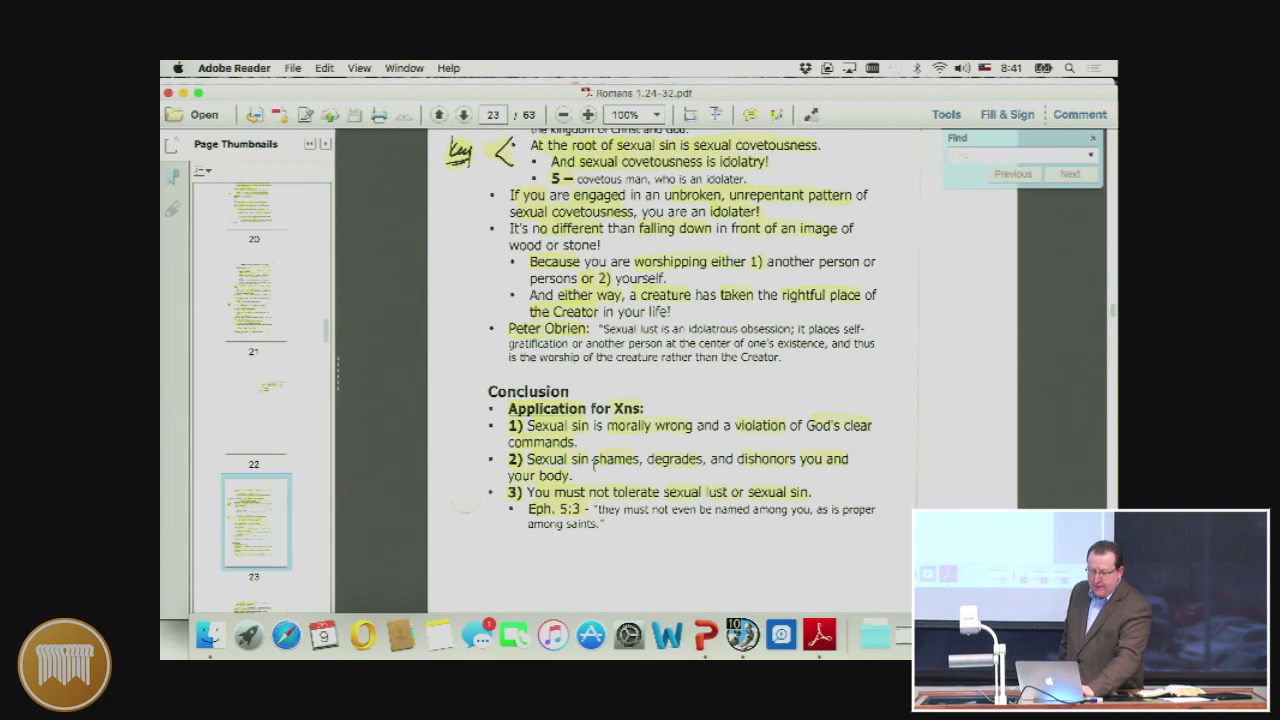 Adobe Reader File Edit View Window Help 8:41
Romans 1.24-32.pdf
Open 23 / 63 100% Tools Fill & Sign Comment
Page Thumbnails
Find
Previous Next
20
21
22
23
the kingdom of Christ and God.
Key
• At the root of sexual sin is sexual covetousness.
• And sexual covetousness is idolatry!
• 5 – covetous man, who is an idolater.
• If you are engaged in an unbroken, unrepentant pattern of
sexual covetousness, you are an idolater!
• It's no different than falling down in front of an image of
wood or stone!
• Because you are worshipping either 1) another person or
persons or 2) yourself.
And either way, a creature has taken the rightful place of
the Creator in your life!
• Peter Obrien: "Sexual lust is an idolatrous obsession; it places self-
gratification or another person at the center of one's existence, and thus
is the worship of the creature rather than the Creator.
Conclusion
• Application for Xns:
• 1) Sexual sin is morally wrong and a violation of God's clear
commands.
• 2) Sexual sin shames, degrades, and dishonors you and
your body.
• 3) You must not tolerate sexual lust or sexual sin.
• Eph. 5:3 - "they must not even be named among you, as is proper
among saints."
9
1
10